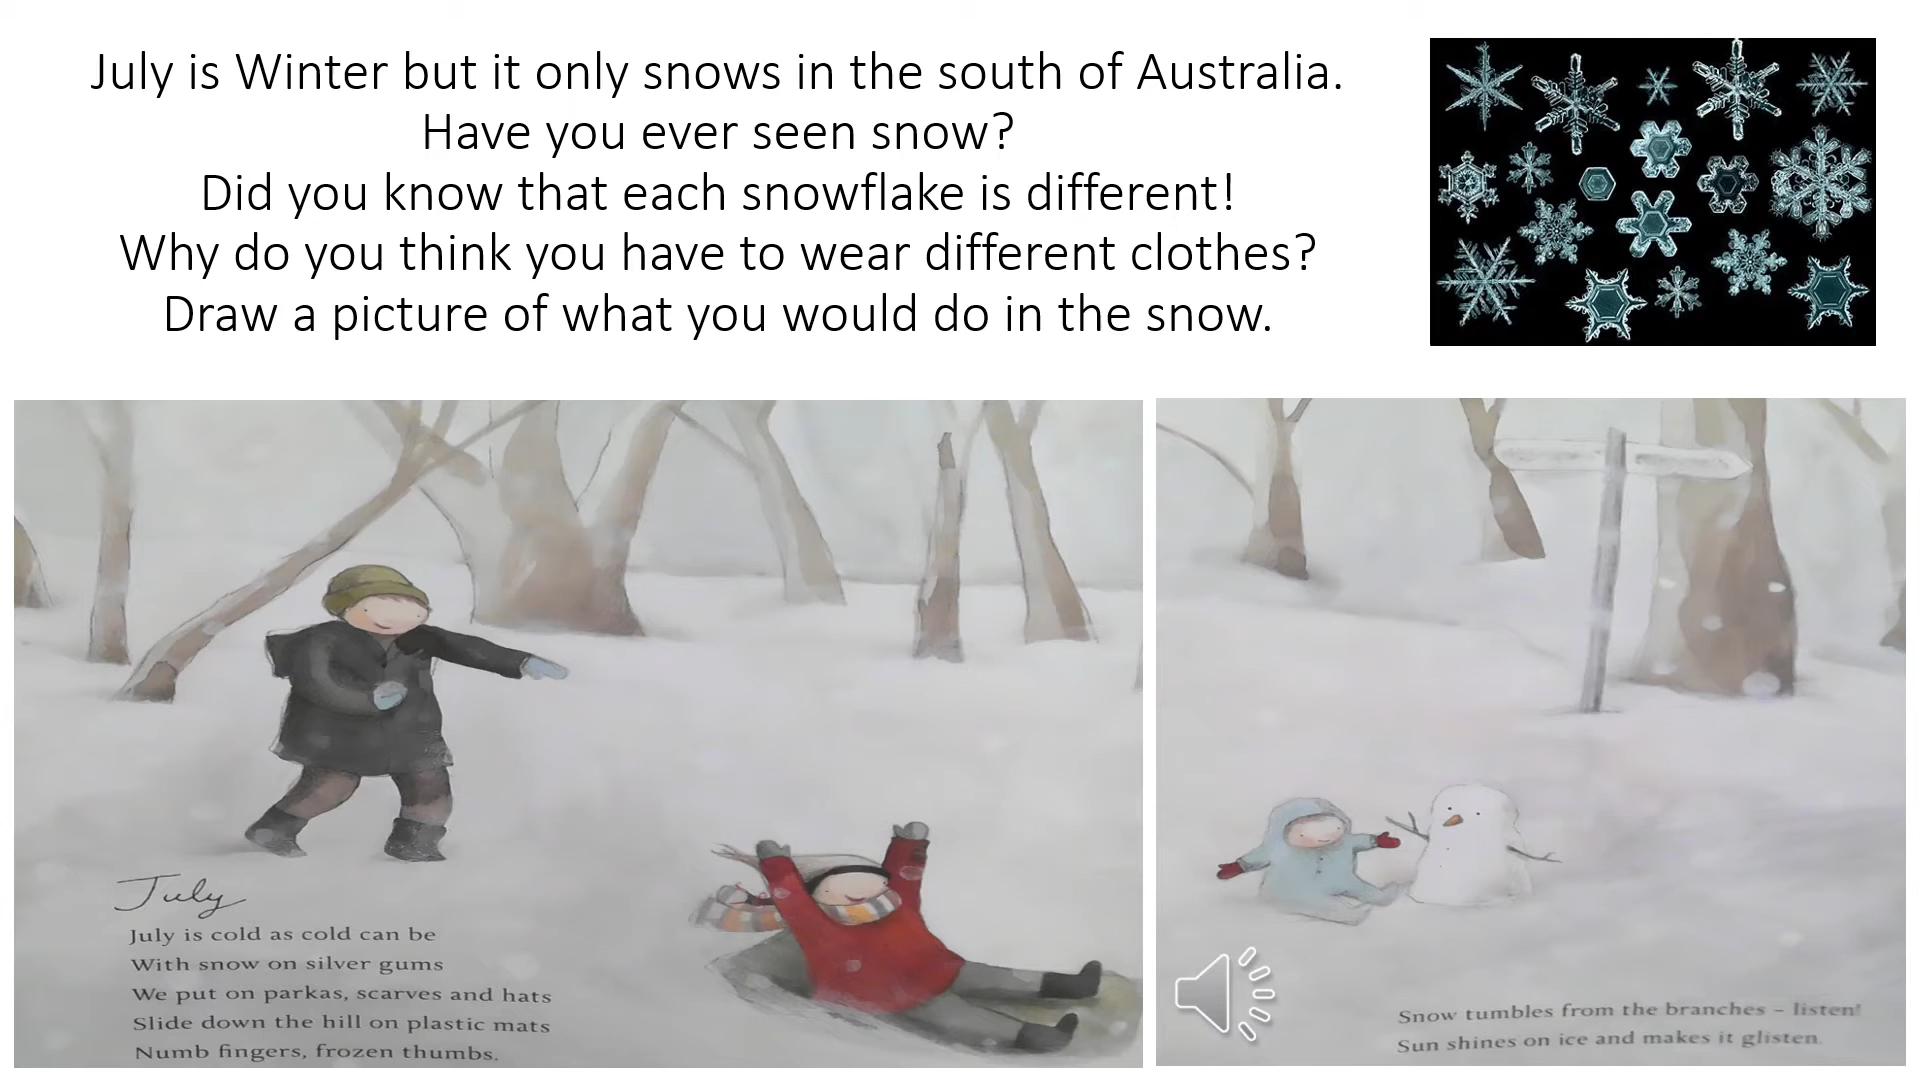 July is Winter but it only snows in the south of Australia.
Have you ever seen snow?
Did you know that each snowflake is different!
Why do you think you have to wear different clothes?
Draw a picture of what you would do in the snow.
July
July is cold as cold can be
With snow on silver gums
We put on parkas, scarves and hats
Slide down the hill on plastic mats
Numb fingers, frozen thumbs.
Snow tumbles from the branches – listen!
Sun shines on ice and makes it glisten.